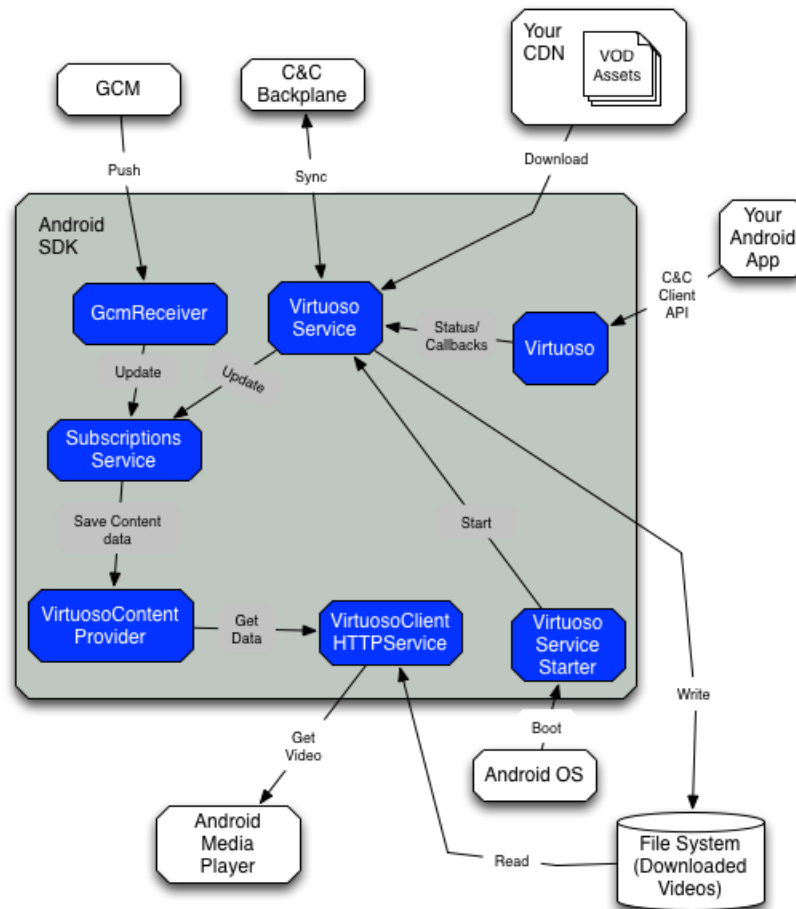 Your
CDN
VOD
Assets
GCM
C&C
Backplane
Push
Sync
Download
Android
SDK
Your
Android
App
GcmReceiver
Virtuoso
Service
Status/
Callbacks
Virtuoso
C&C
Client
API
Update
Update
Subscriptions
Service
Save Content
data
Start
VirtuosoContent
Provider
Get
Data
VirtuosoClient
HTTPService
Virtuoso
Service
Starter
Get
Video
Boot
Write
Android OS
Android
Media
Player
Read
File System
(Downloaded
Videos)